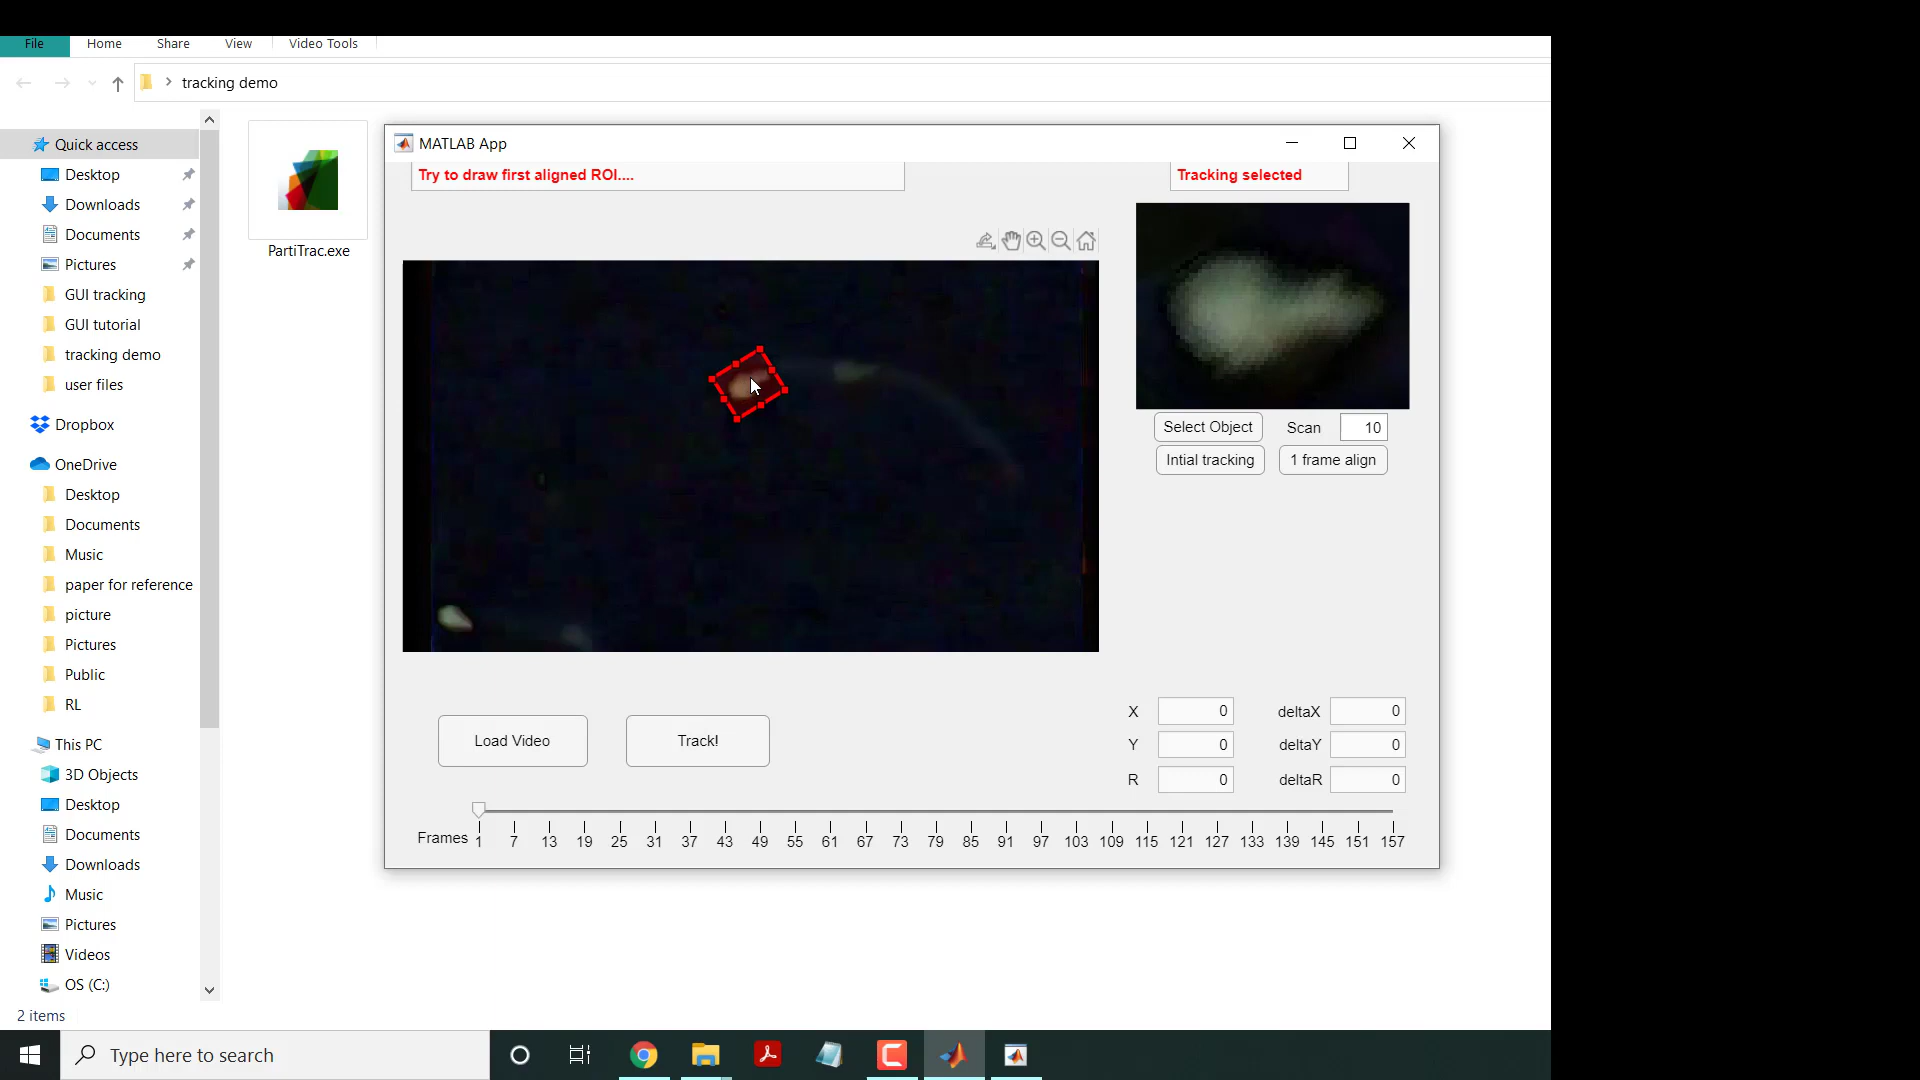 File Home Share View Video Tools
tracking demo
Quick access
Desktop
Downloads
Documents
Pictures
GUI tracking
GUI tutorial
tracking demo
user files
Dropbox
OneDrive
Desktop
Documents
Music
paper for reference
picture
Pictures
Public
RL
This PC
3D Objects
Desktop
Documents
Downloads
Music
Pictures
Videos
OS (C:)
2 items
PartiTrac.exe
MATLAB App
Try to draw first aligned ROI....
Tracking selected
Select Object Scan 10
Intial tracking 1 frame align
Load Video Track!
X 0 deltaX 0
Y 0 deltaY 0
R 0 deltaR 0
Frames 1 7 13 19 25 31 37 43 49 55 61 67 73 79 85 91 97 103 109 115 121 127 133 139 145 151 157
Type here to search